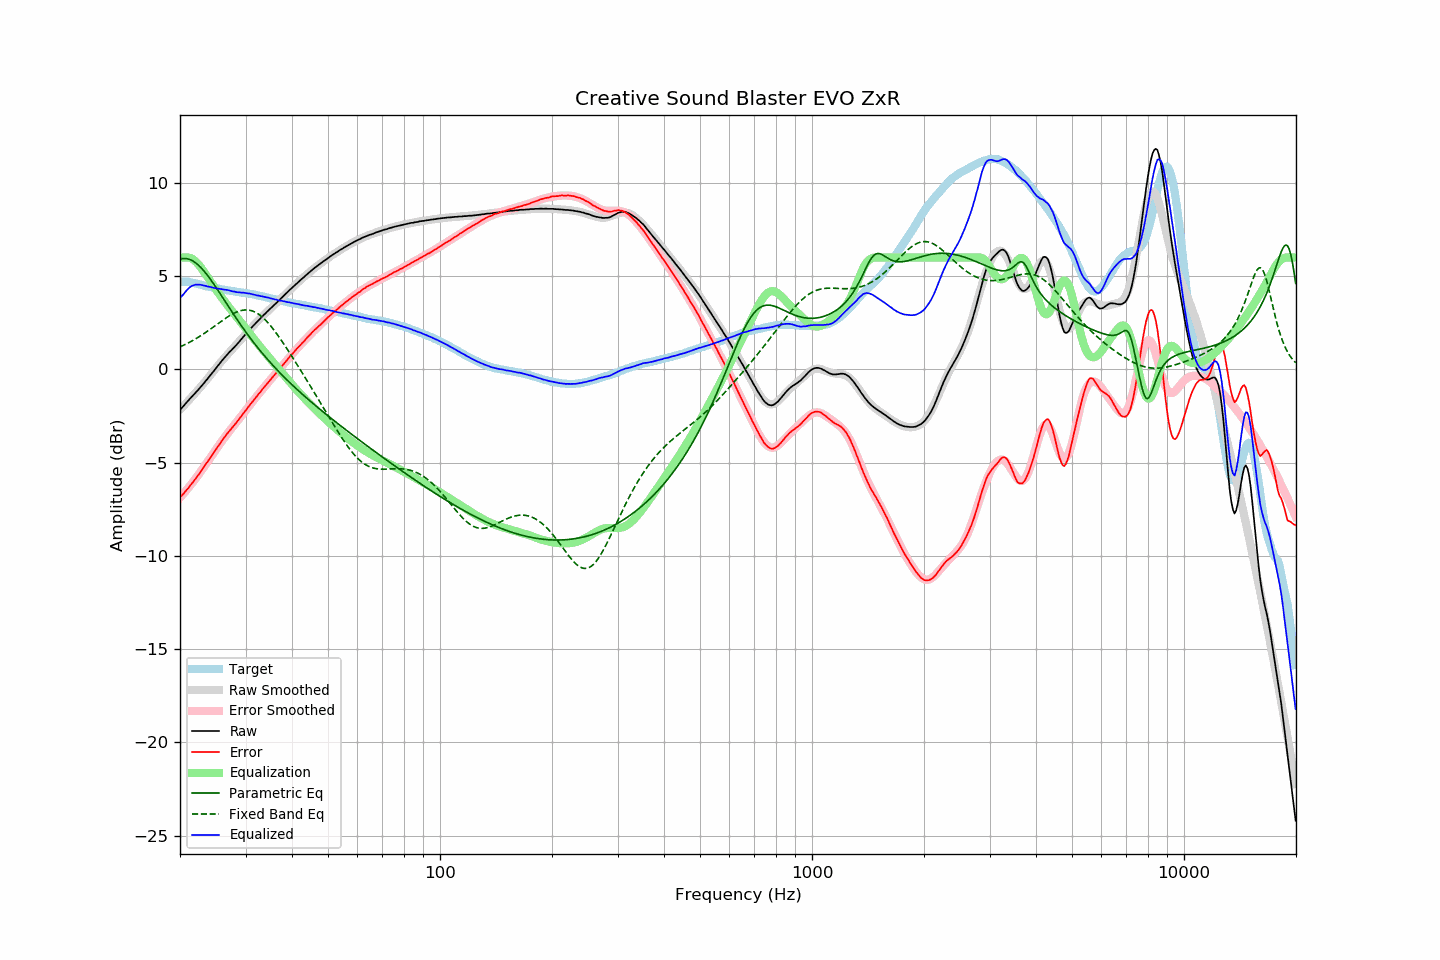 Creative Sound Blaster EVO ZxR
Amplitude (dBr)
10
5
0
−5
−10
−15
−20
−25
Target
Raw Smoothed
Error Smoothed
Raw
Error
Equalization
Parametric Eq
Fixed Band Eq
Equalized
100
1000
10000
Frequency (Hz)